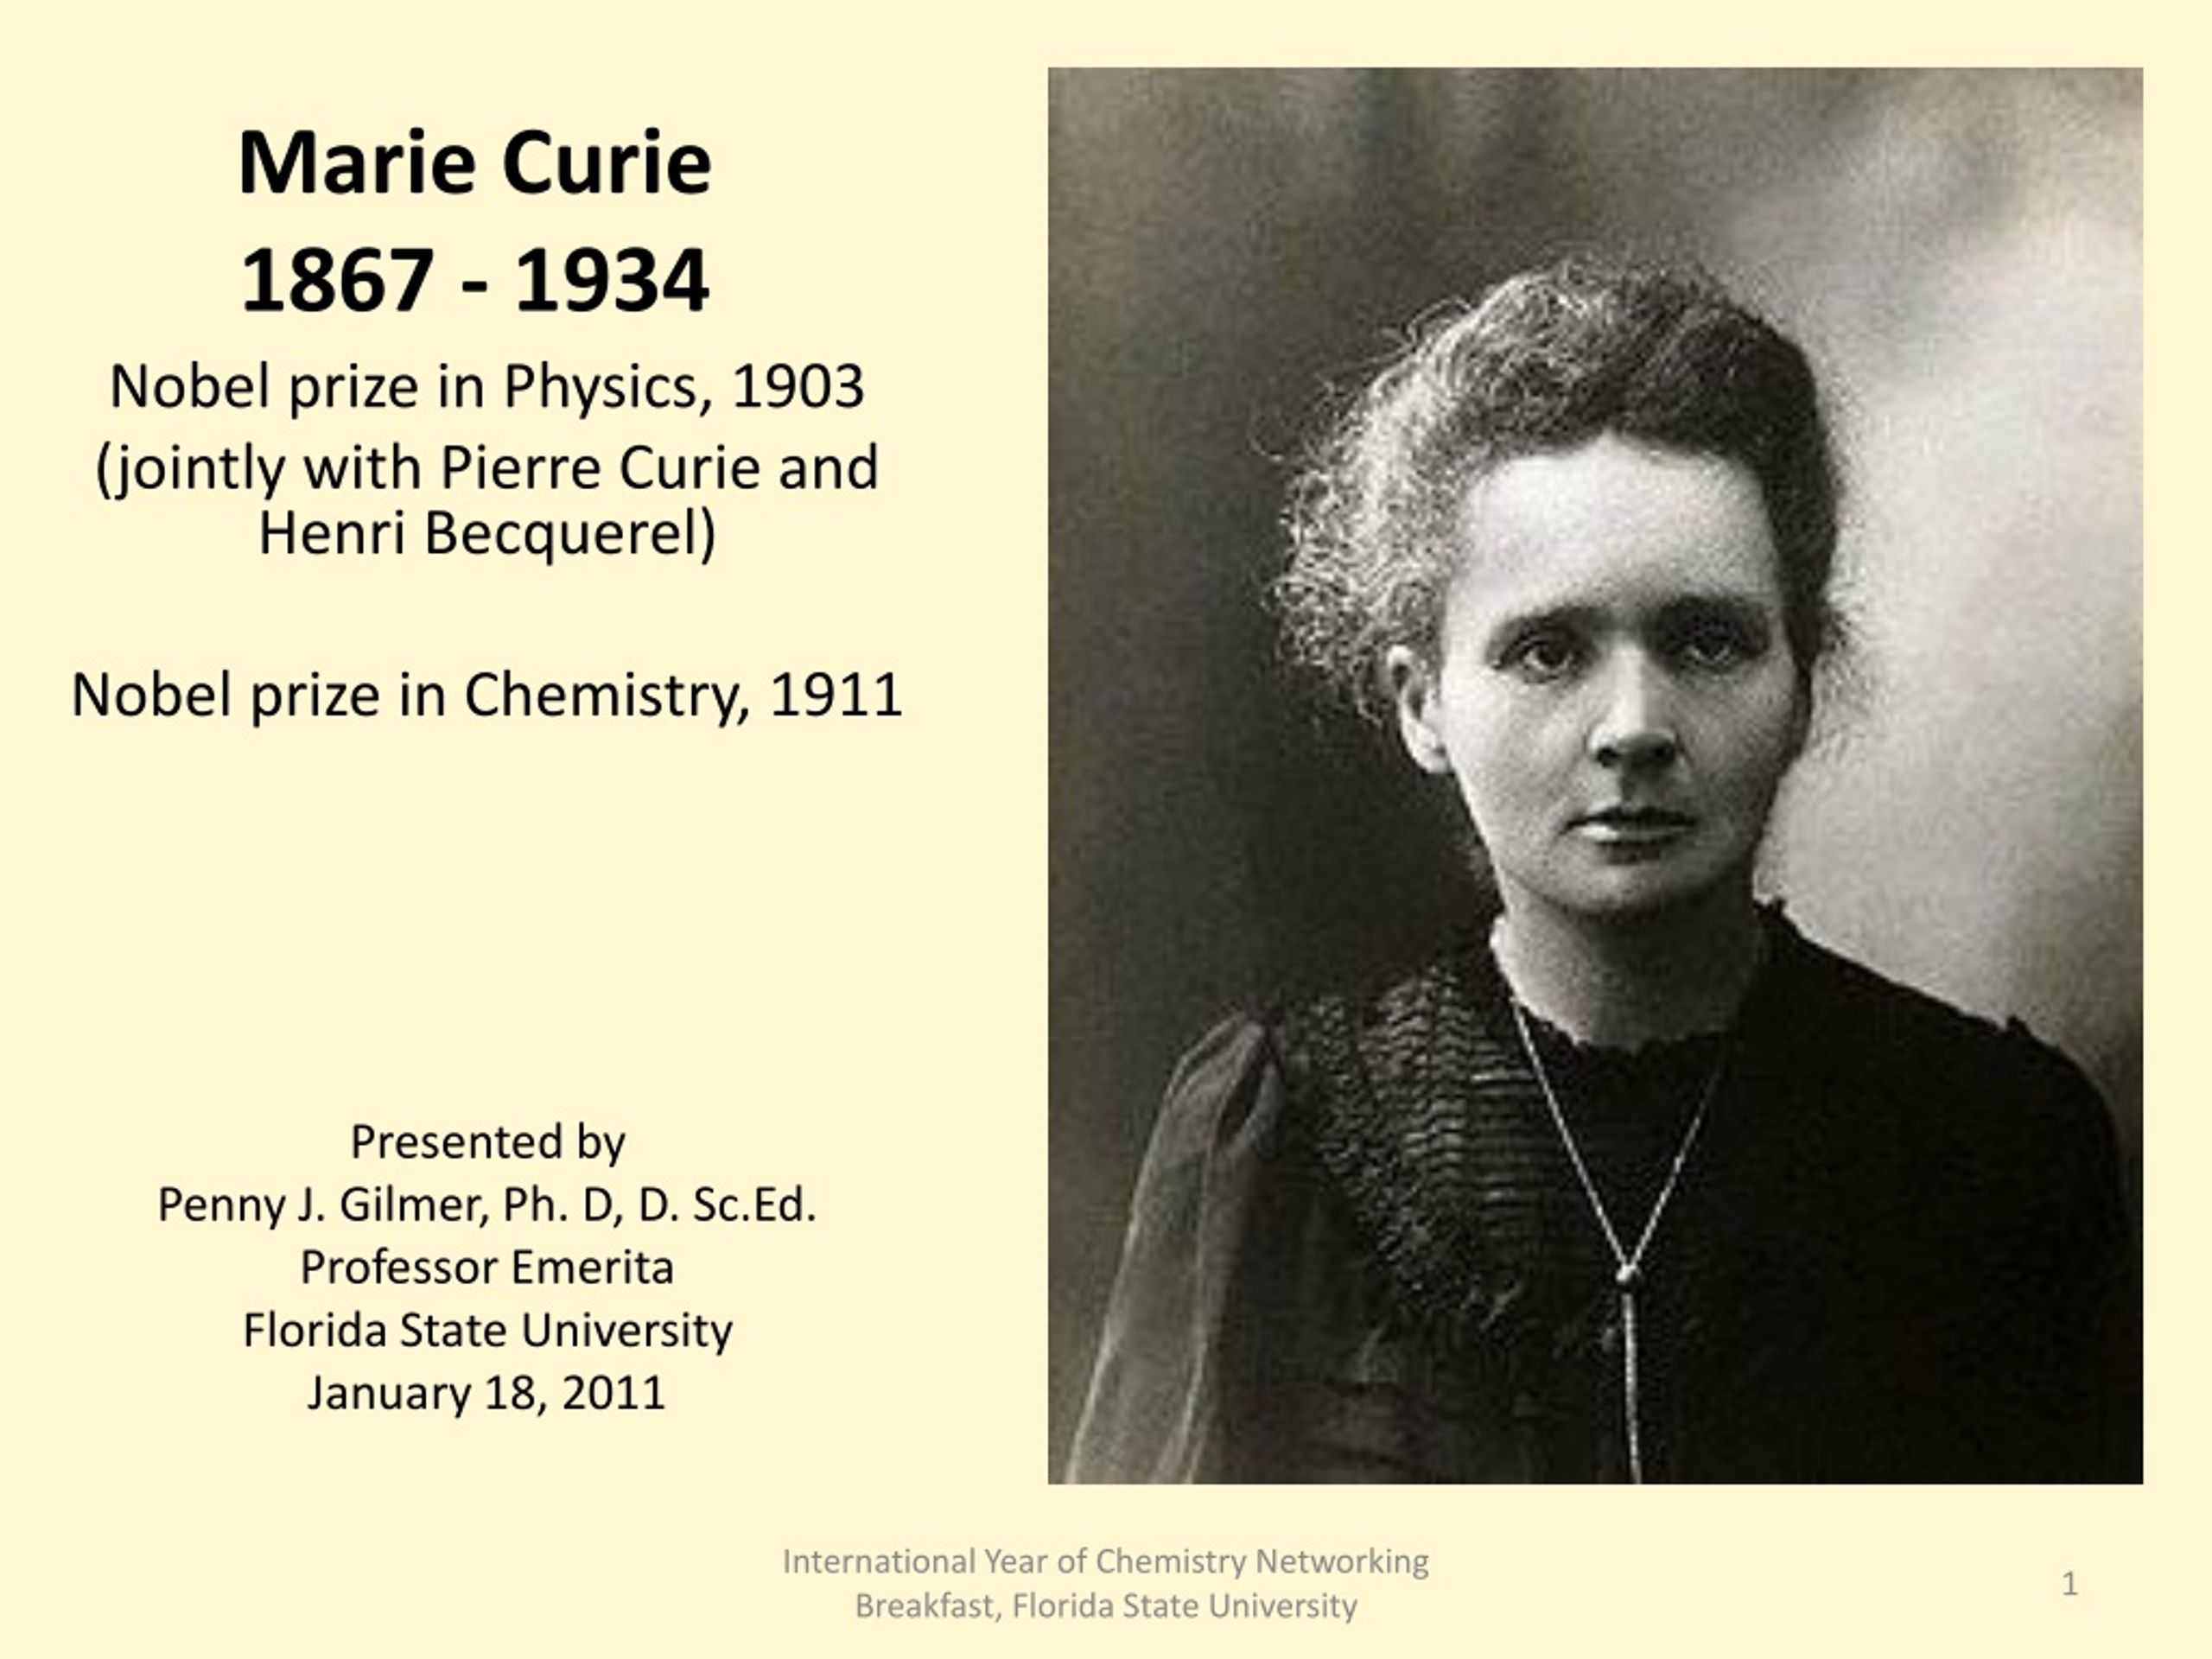 Marie Curie
1867 - 1934
Nobel prize in Physics, 1903
(jointly with Pierre Curie and
Henri Becquerel)
Nobel prize in Chemistry, 1911
Presented by
Penny J. Gilmer, Ph. D, D. Sc.Ed.
Professor Emerita
Florida State University
January 18, 2011
International Year of Chemistry Networking
Breakfast, Florida State University
1